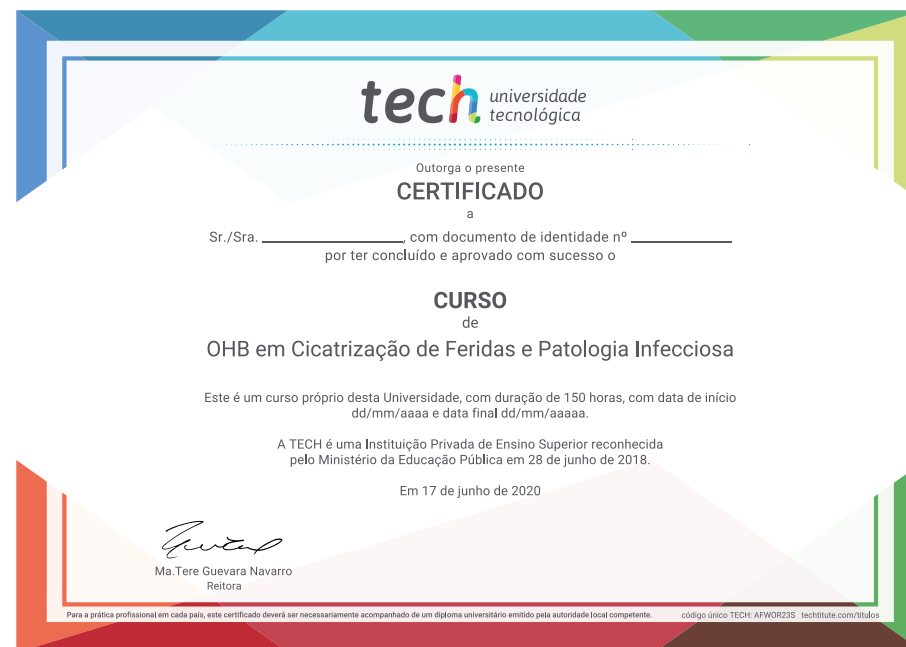 tech universidade
tecnológica
Outorga o presente
CERTIFICADO
a
Sr./Sra. ____________________, com documento de identidade nº ______________
por ter concluído e aprovado com sucesso o
CURSO
de
OHB em Cicatrização de Feridas e Patologia Infecciosa
Este é um curso próprio desta Universidade, com duração de 150 horas, com data de início
dd/mm/aaaa e data final dd/mm/aaaaa.
A TECH é uma Instituição Privada de Ensino Superior reconhecida
pelo Ministério da Educação Pública em 28 de junho de 2018.
Em 17 de junho de 2020
Ma.Tere Guevara Navarro
Reitora
Para a prática profissional em cada país, este certificado deverá ser necessariamente acompanhado de um diploma universitário emitido pela autoridade local competente. código único TECH: AFWOR23S techtitute.com/titulos